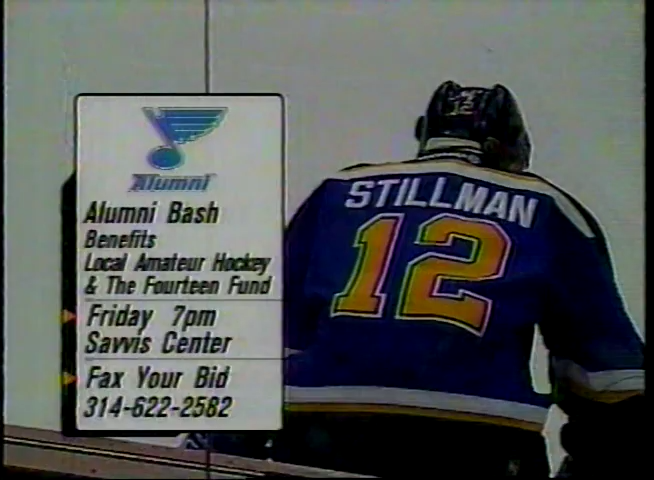 Alumni
Alumni Bash
Benefits
Local Amateur Hockey
& The Fourteen Fund
Friday 7pm
Savvis Center
Fax Your Bid
314-622-2582
12
STILLMAN
12